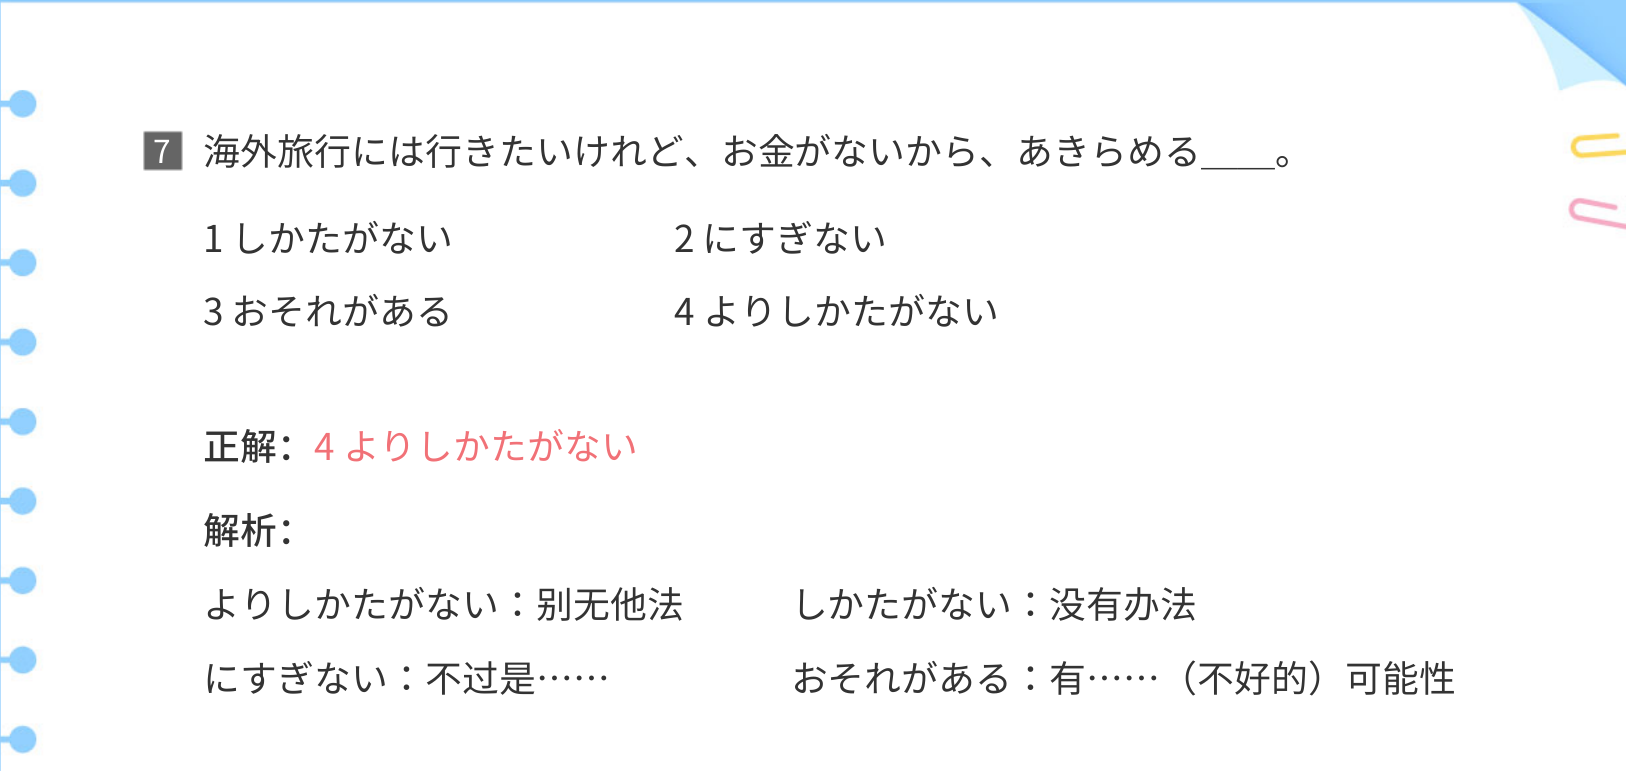 7 海外旅行には行きたいけれど、お金がないから、あきらめる____。
1 しかたがない 2 にすぎない
3 おそれがある 4 よりしかたがない
正解：4 よりしかたがない
解析：
よりしかたがない：别无他法 しかたがない：没有办法
にすぎない：不过是…… おそれがある：有……（不好的）可能性